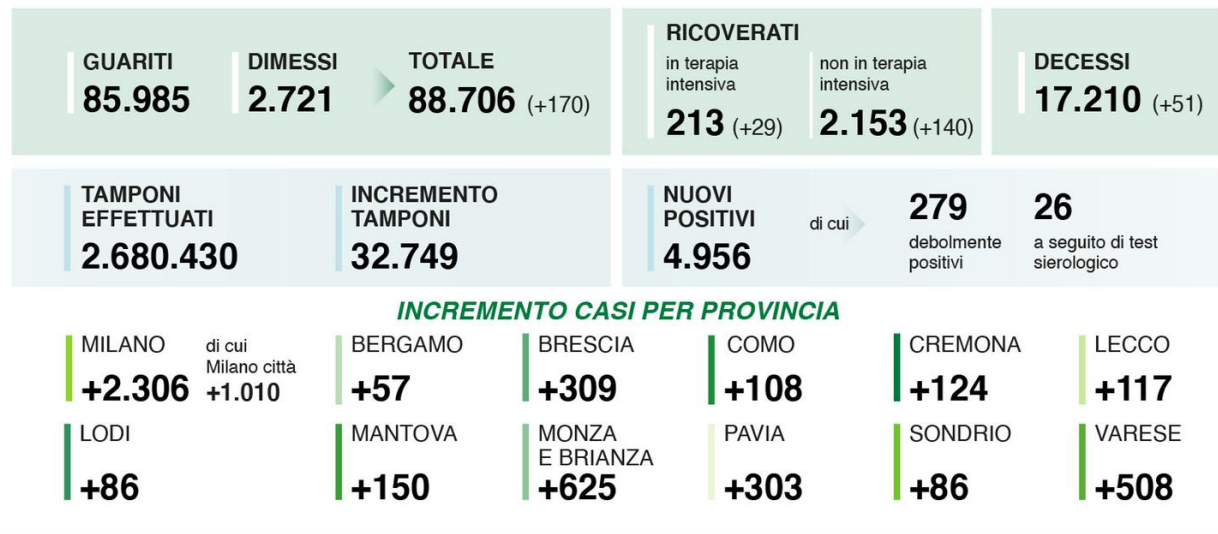 GUARITI
85.985
DIMESSI
2.721
TOTALE
88.706 (+170)
RICOVERATI
in terapia
intensiva
213 (+29)
non in terapia
intensiva
2.153 (+140)
DECESSI
17.210 (+51)
TAMPONI
EFFETTUATI
2.680.430
INCREMENTO
TAMPONI
32.749
NUOVI
POSITIVI
4.956
di cui
279
debolmente
positivi
26
a seguito di test
sierologico
INCREMENTO CASI PER PROVINCIA
MILANO
+2.306
di cui
Milano città
+1.010
BERGAMO
+57
BRESCIA
+309
COMO
+108
CREMONA
+124
LECCO
+117
LODI
+86
MANTOVA
+150
MONZA
E BRIANZA
+625
PAVIA
+303
SONDRIO
+86
VARESE
+508